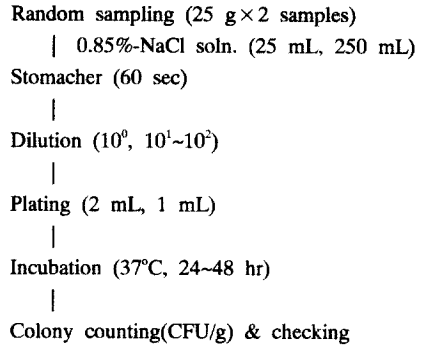 Random sampling (25 g×2 samples)
0.85%-NaCl soln. (25 mL, 250 mL)
Stomacher (60 sec)
Dilution (10⁰, 10¹~10²)
Plating (2 mL, 1 mL)
Incubation (37℃, 24~48 hr)
Colony counting(CFU/g) & checking